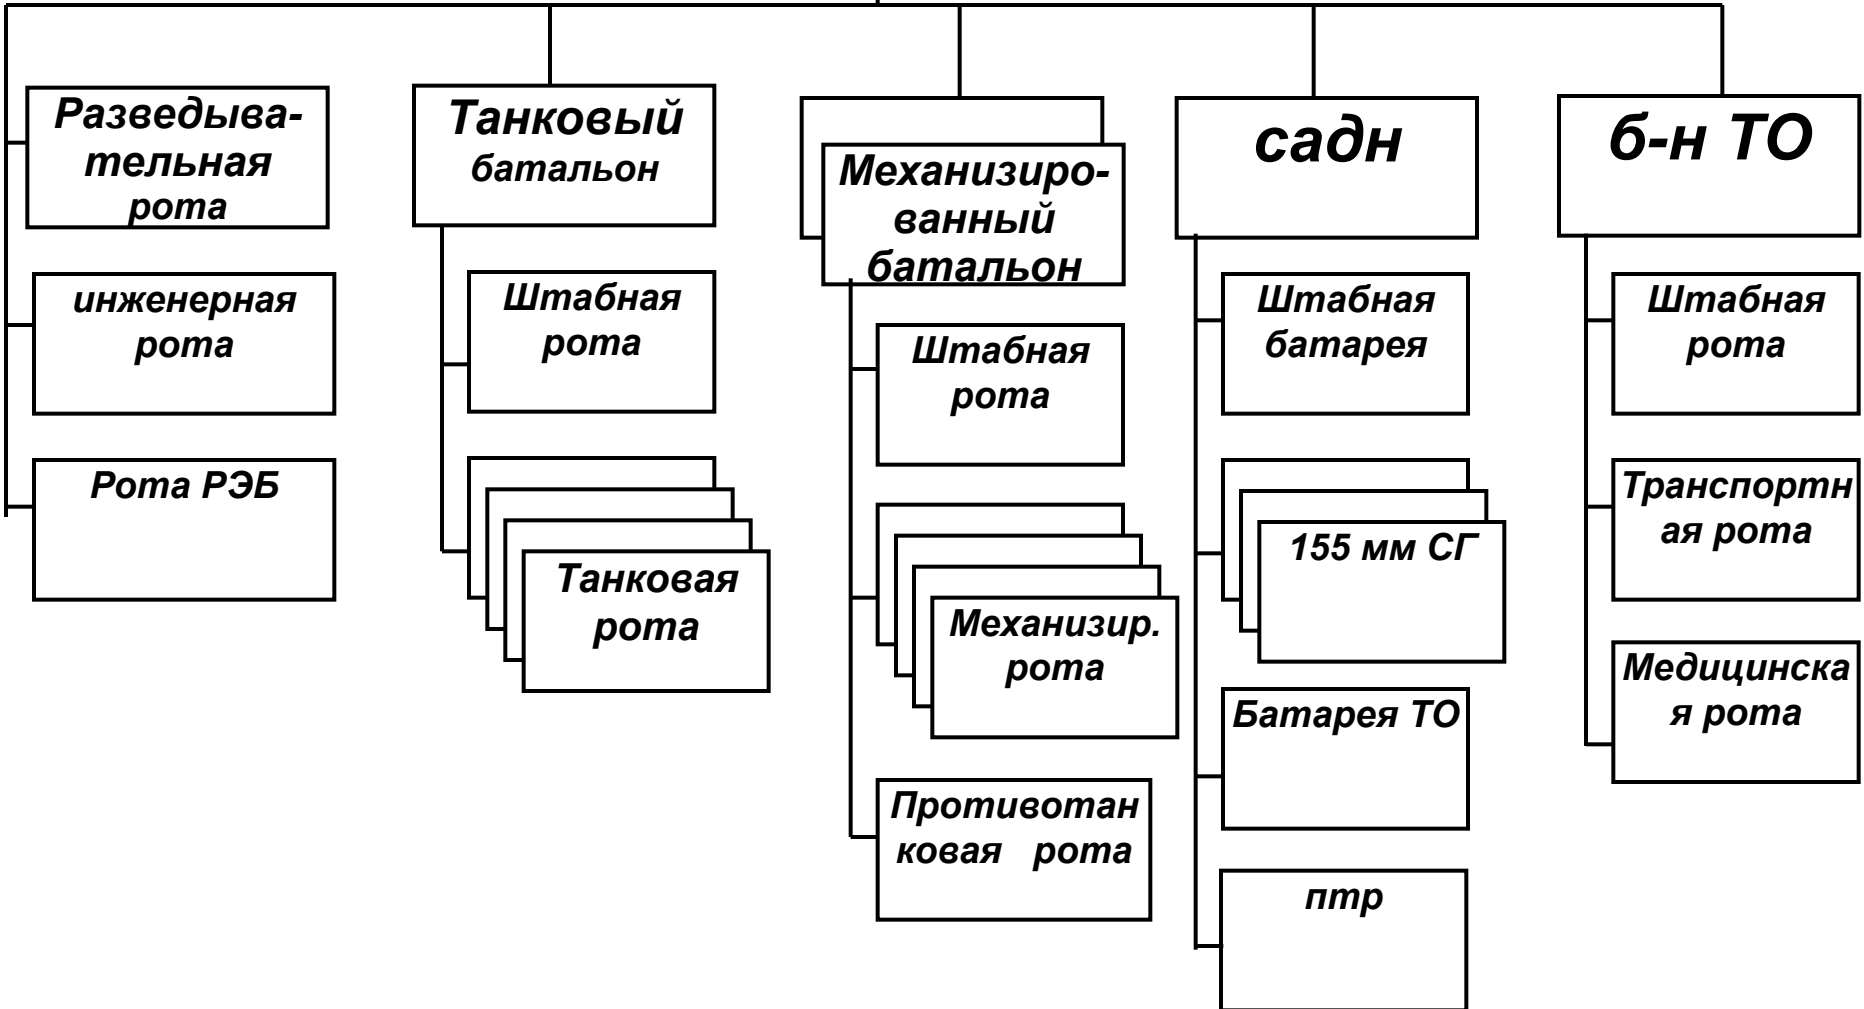 Разведыва-
тельная
рота
инженерная
рота
Рота РЭБ
Танковый
батальон
Штабная
рота
Танковая
рота
Механизиро-
ванный
батальон
Штабная
рота
Механизир.
рота
Противотан
ковая рота
садн
Штабная
батарея
155 мм СГ
Батарея ТО
птр
б-н ТО
Штабная
рота
Транспортн
ая рота
Медицинска
я рота